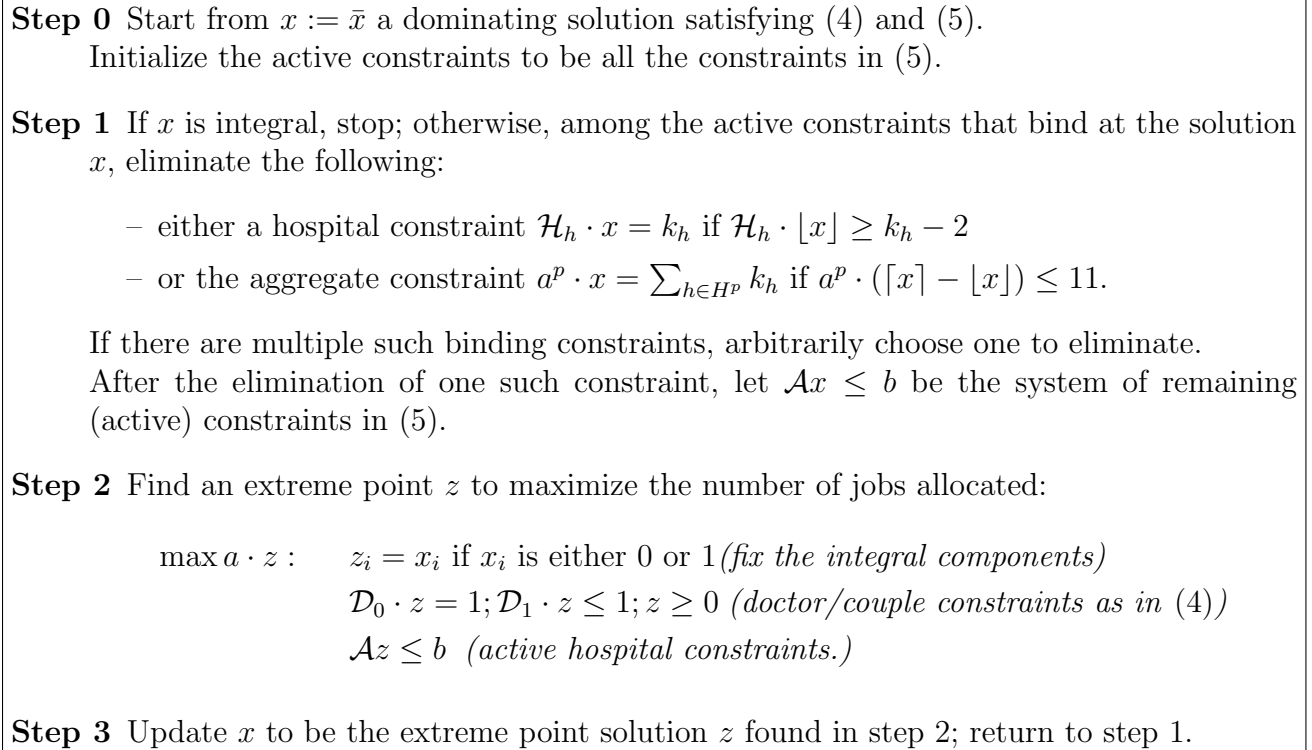 Step 0 Start from x := x̄ a dominating solution satisfying (4) and (5).
Initialize the active constraints to be all the constraints in (5).
Step 1 If x is integral, stop; otherwise, among the active constraints that bind at the solution
x, eliminate the following:
– either a hospital constraint ℋ_h · x = k_h if ℋ_h · ⌊x⌋ ≥ k_h − 2
– or the aggregate constraint a^p · x = ∑_{h∈H^p} k_h if a^p · (⌈x⌉ − ⌊x⌋) ≤ 11.
If there are multiple such binding constraints, arbitrarily choose one to eliminate.
After the elimination of one such constraint, let 𝒜x ≤ b be the system of remaining
(active) constraints in (5).
Step 2 Find an extreme point z to maximize the number of jobs allocated:
max a · z : z_i = x_i if x_i is either 0 or 1(fix the integral components)
𝒟_0 · z = 1; 𝒟_1 · z ≤ 1; z ≥ 0 (doctor/couple constraints as in (4))
𝒜z ≤ b (active hospital constraints.)
Step 3 Update x to be the extreme point solution z found in step 2; return to step 1.